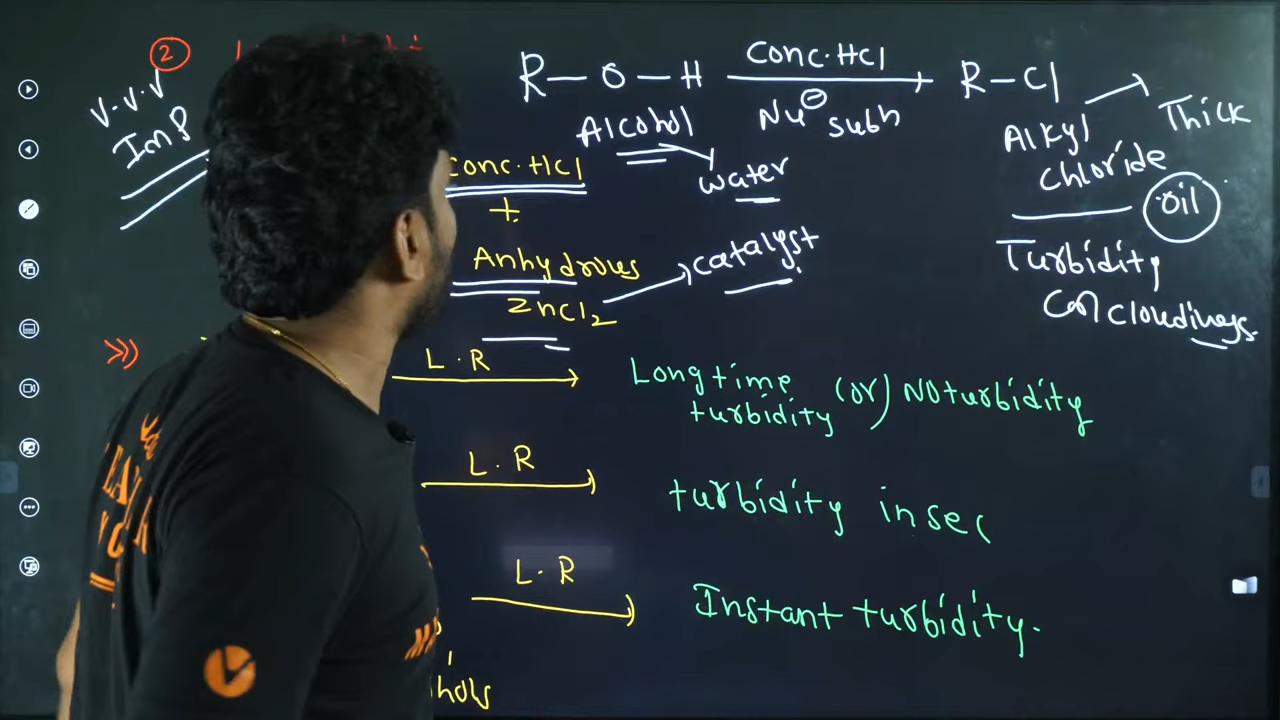 2
V.V.V
Imp
R-O-H
Conc.HCl
Nu⊖ subn
R-Cl
Alcohol
water
Alkyl
Chloride
Thick
Oil
Turbidity
(or) cloudinegs.
Conc.HCl
+
Anhydrous
ZnCl2
catalyst
L.R
Long time
turbidity
(or) No turbidity
L.R
turbidity in sec
L.R
Instant turbidity.
hols